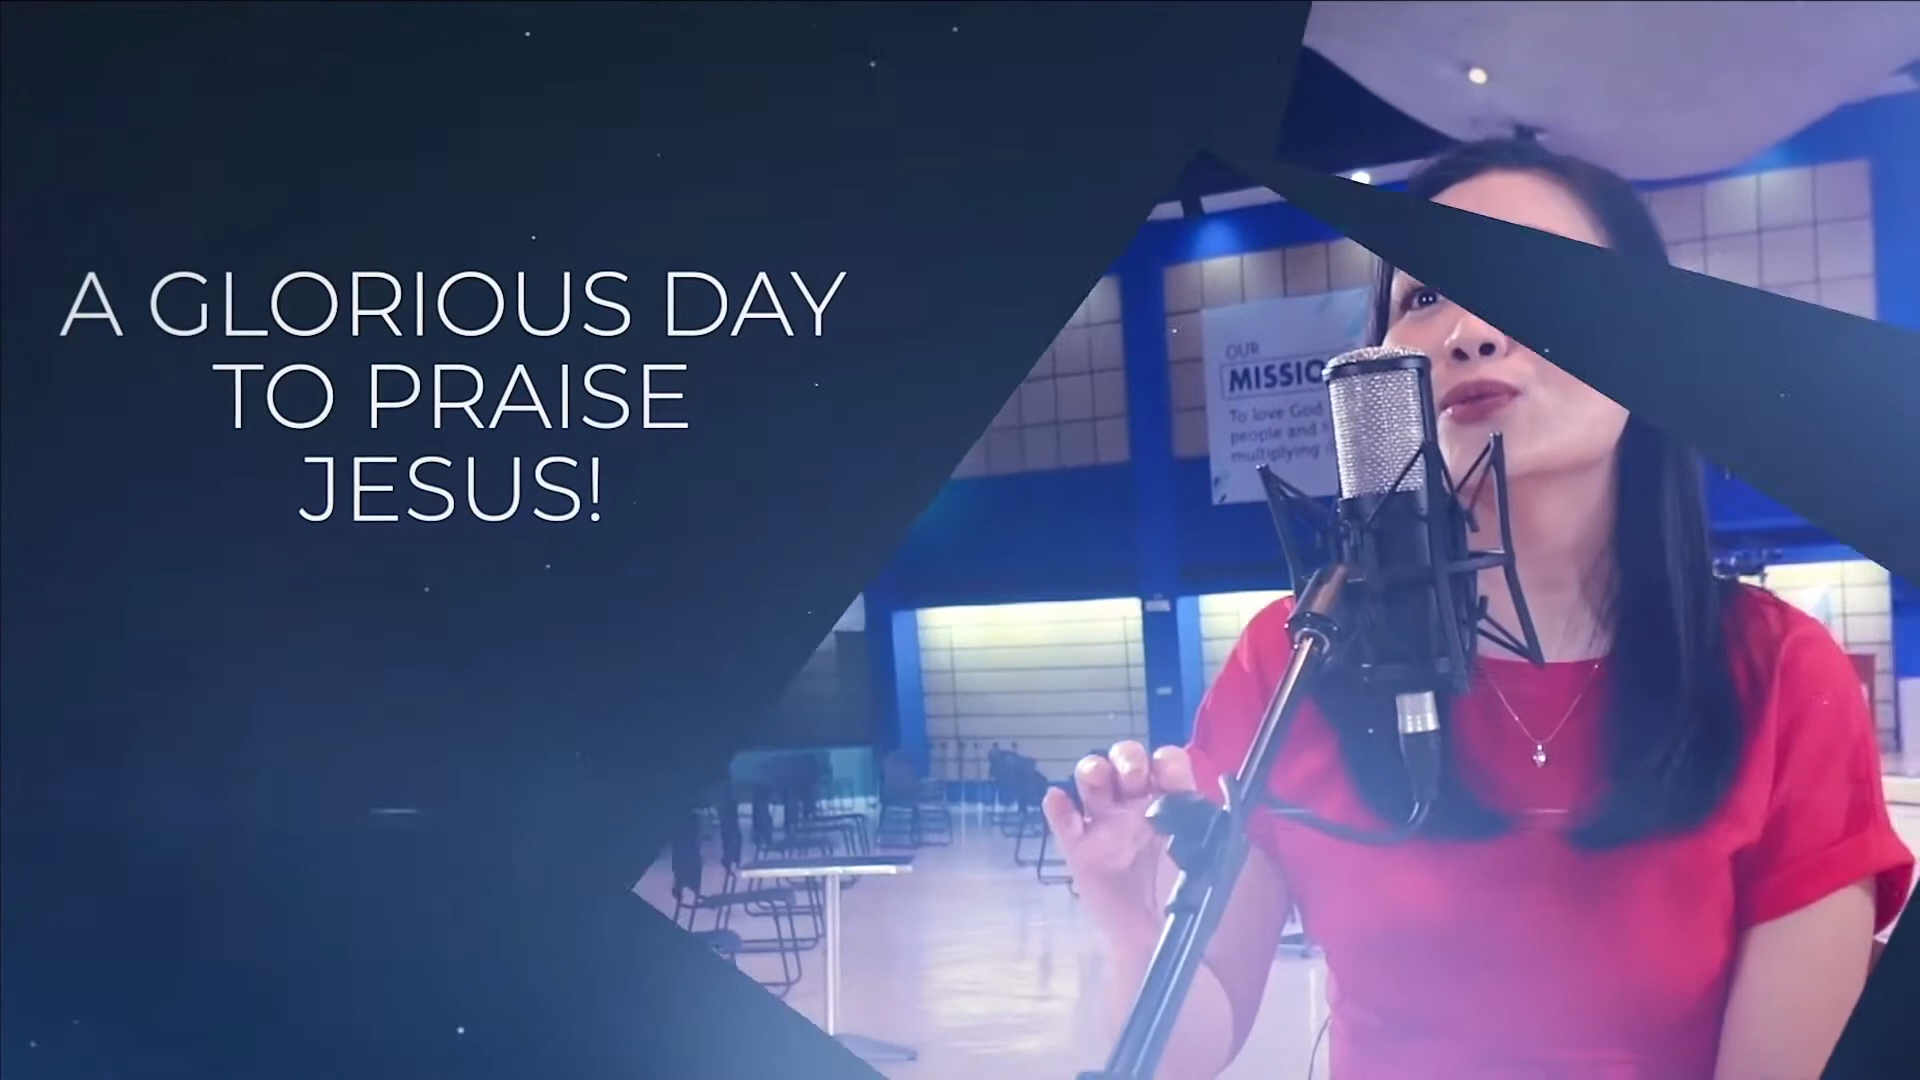 A GLORIOUS DAY
TO PRAISE
JESUS!
OUR
To love God
people and
multiplying